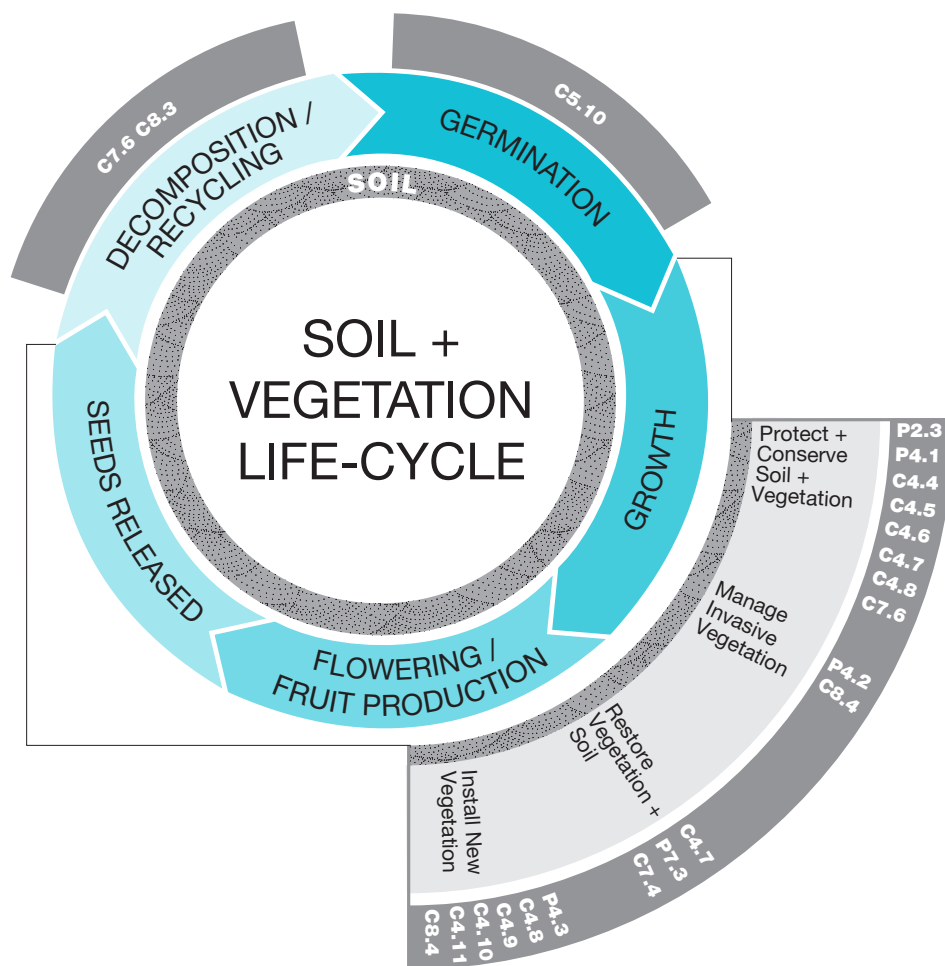 SOIL +
VEGETATION
LIFE-CYCLE
SOIL
C5.10
GERMINATION
GROWTH
FLOWERING /
FRUIT PRODUCTION
SEEDS RELEASED
DECOMPOSITION /
RECYCLING
C7.6 C8.3
Protect +
Conserve
Soil +
Vegetation
P2.3
P4.1
C4.4
C4.5
C4.6
C4.7
C4.8
C7.6
Manage
Invasive
Vegetation
P4.2
C8.4
Restore
Vegetation +
Soil
C4.7
P7.3
C7.4
Install New
Vegetation
P4.3
C4.8
C4.9
C4.10
C4.11
C8.4